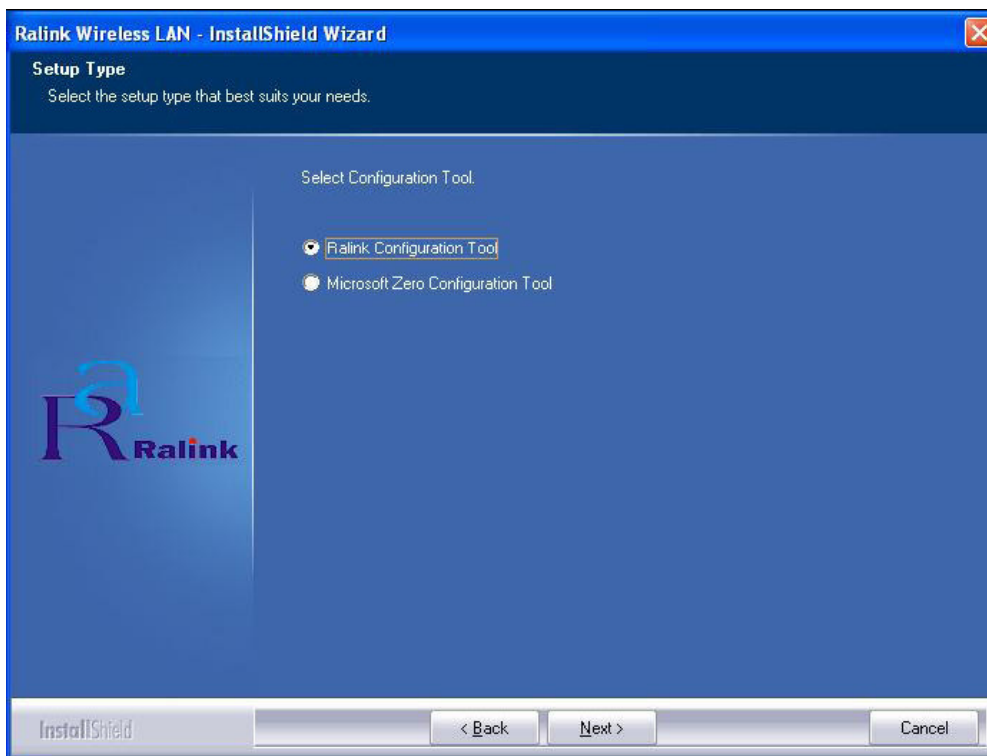 Ralink Wireless LAN - InstallShield Wizard
Setup Type
Select the setup type that best suits your needs.
Select Configuration Tool.
Ralink Configuration Tool
Microsoft Zero Configuration Tool
Ra
Ralink
InstallShield
< Back
Next >
Cancel